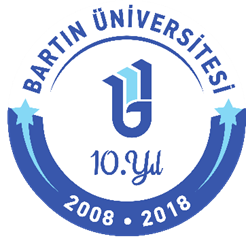 BARTIN ÜNİVERSİTESİ
10.Yıl
2008 • 2018